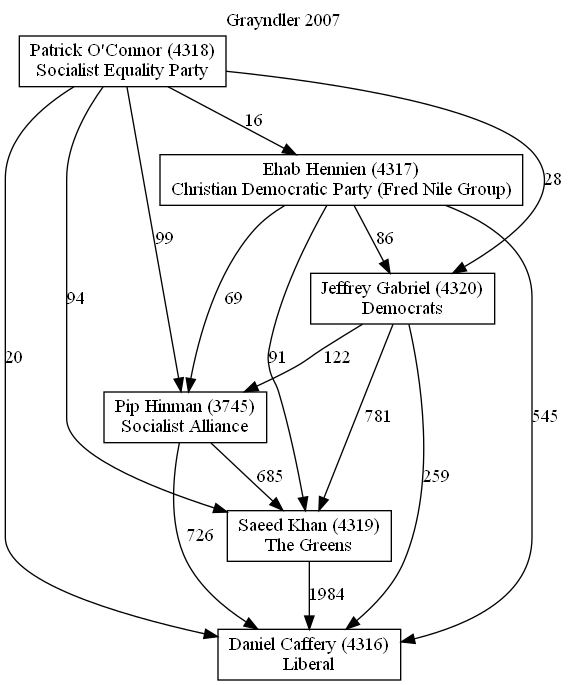 Grayndler 2007
Patrick O'Connor (4318)
Socialist Equality Party
16
Ehab Hennien (4317)
Christian Democratic Party (Fred Nile Group)
28
99
86
94
69
Jeffrey Gabriel (4320)
Democrats
20
91
122
Pip Hinman (3745)
Socialist Alliance
781
545
685
259
Saeed Khan (4319)
The Greens
726
1984
Daniel Caffery (4316)
Liberal